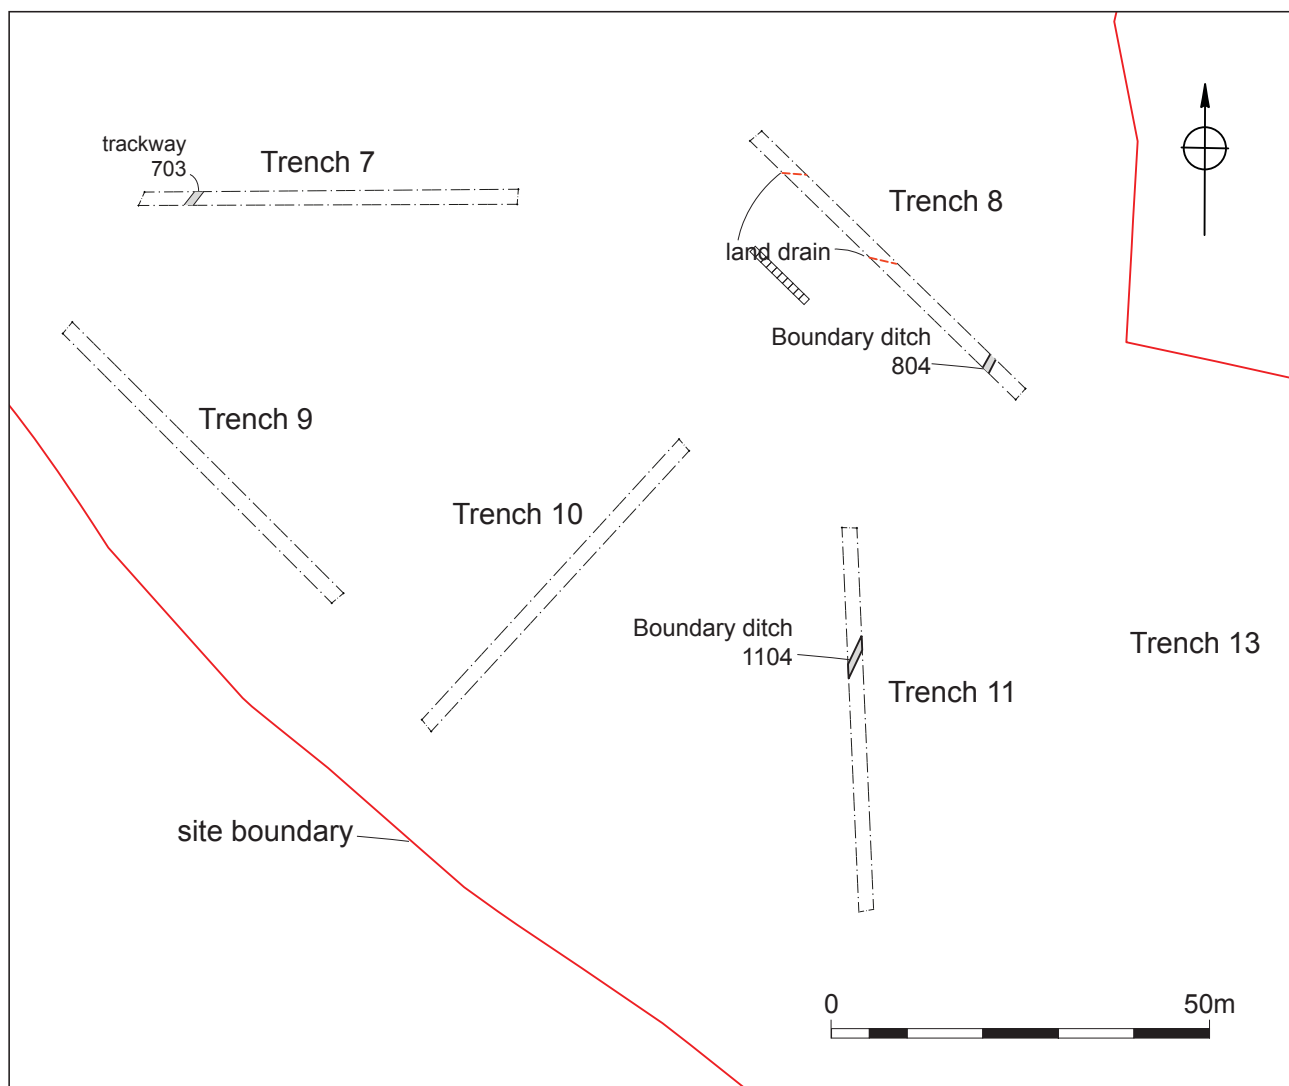 trackway
703
Trench 7
Trench 8
land drain
Boundary ditch
804
Trench 9
Trench 10
Boundary ditch
1104
Trench 13
Trench 11
site boundary
0 50m